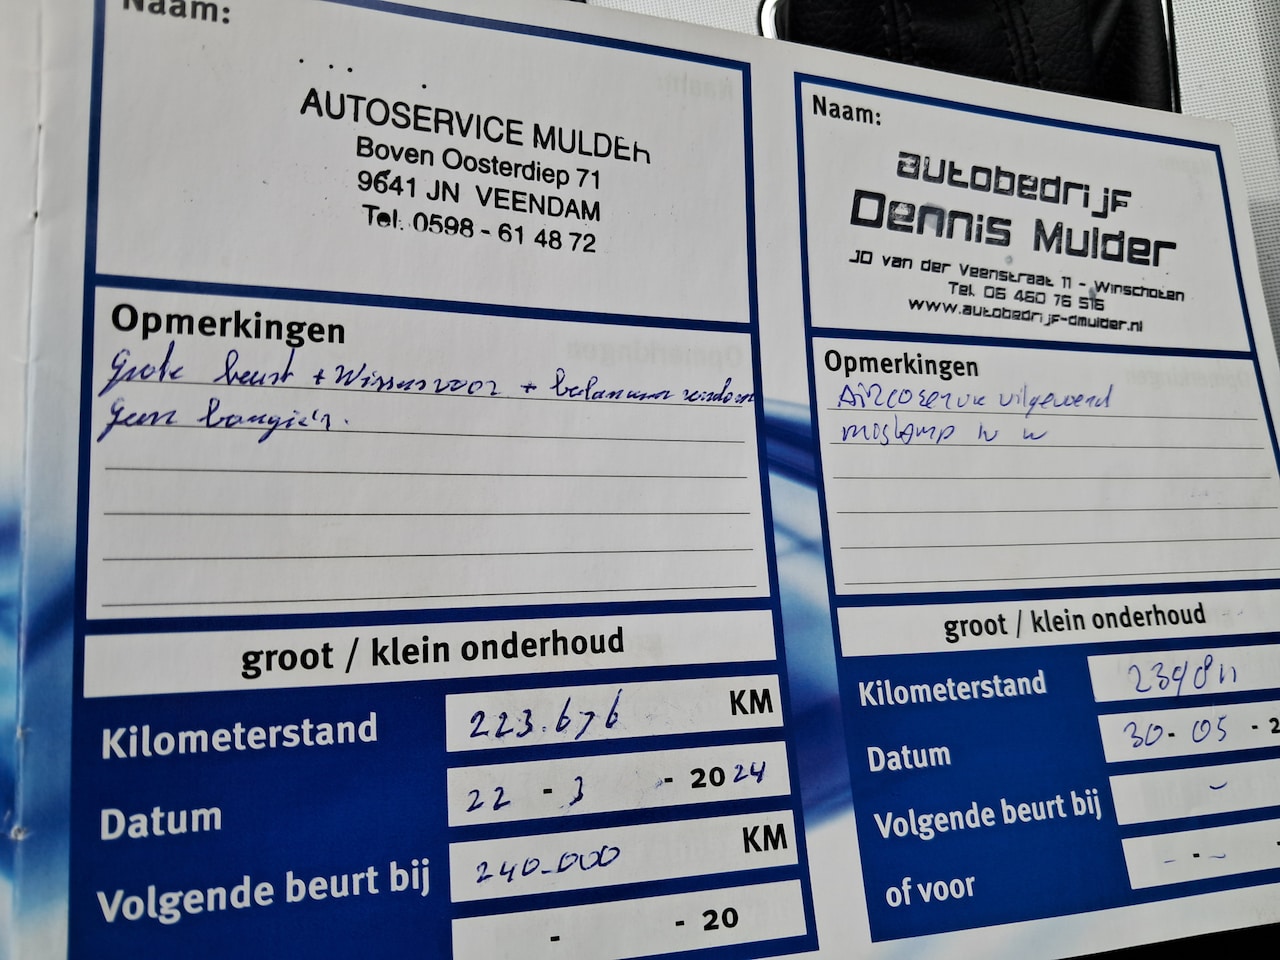 Naam:
AUTOSERVICE MULDER
Boven Oosterdiep 71
9641 JN VEENDAM
Tel. 0598 - 61 48 72
Opmerkingen
Grote beurt + Wissers voor +
Geen
groot / klein onderhoud
Kilometerstand 223.676 KM
Datum 22 - 3 - 2024
Volgende beurt bij 240.000 KM
- - 20
Naam:
autobedrijf
Dennis Mulder
JD van der Veenstraat 11 - Winschoten
Tel. 06 460 76 516
www.autobedrijf-dmulder.nl
Opmerkingen
Aircoservice uitgevoerd
groot / klein onderhoud
Kilometerstand
Datum 30 - 05 - 2
Volgende beurt bij -
of voor - - - -